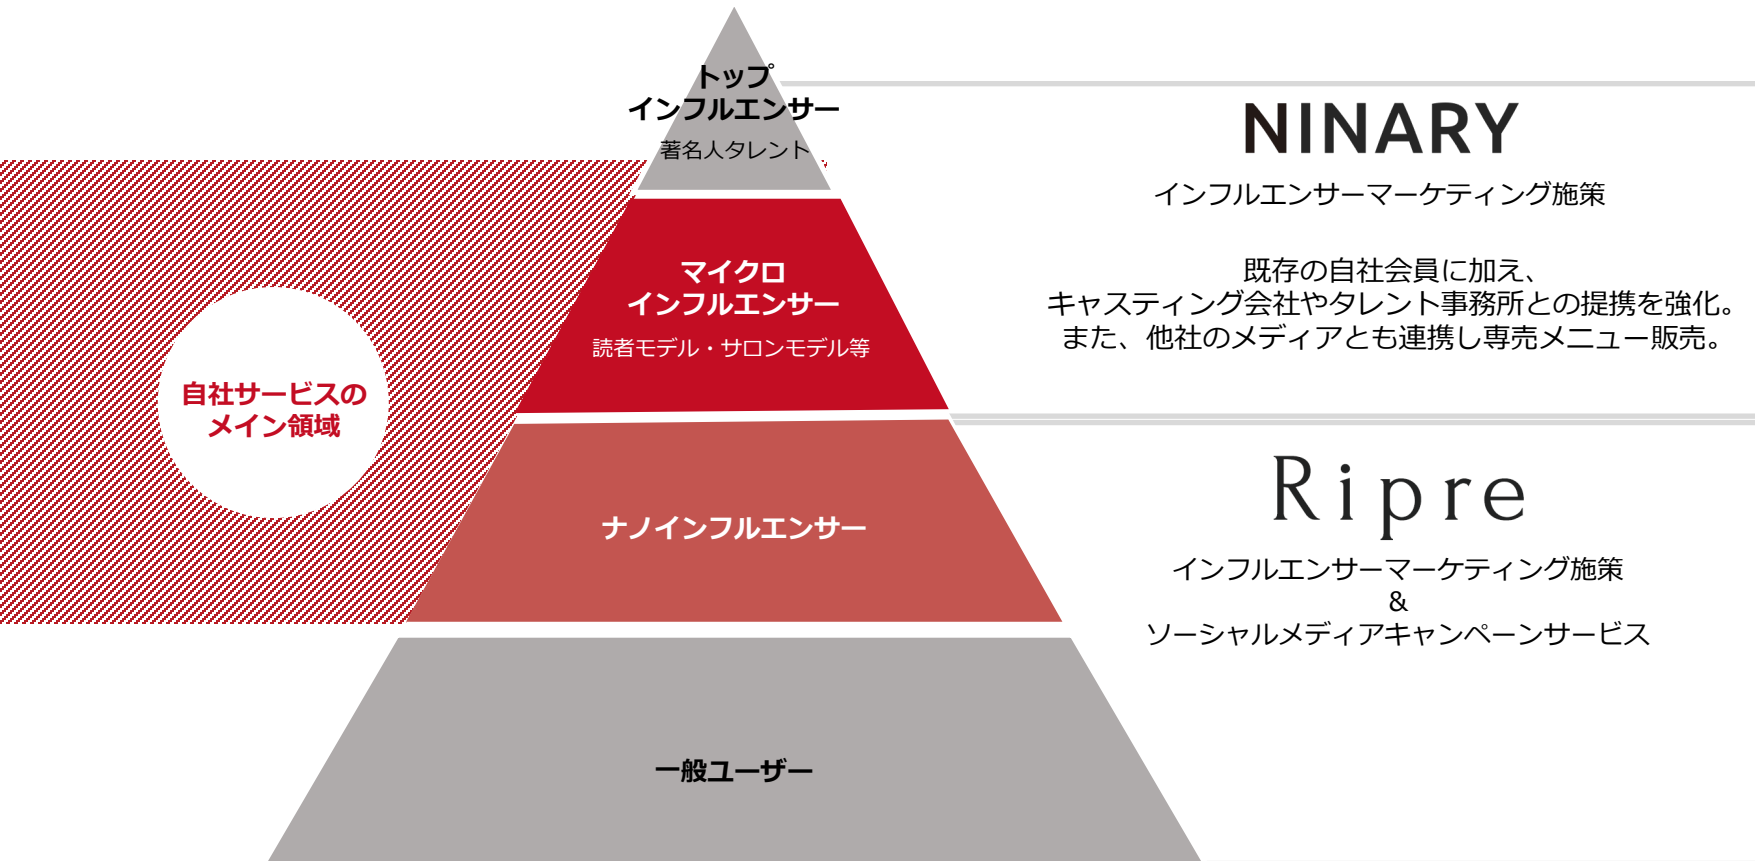 トップ
インフルエンサー
著名人タレント
マイクロ
インフルエンサー
読者モデル・サロンモデル等
ナノインフルエンサー
一般ユーザー
自社サービスの
メイン領域
NINARY
インフルエンサーマーケティング施策
既存の自社会員に加え、
キャスティング会社やタレント事務所との提携を強化。
また、他社のメディアとも連携し専売メニュー販売。
Ripre
インフルエンサーマーケティング施策
&
ソーシャルメディアキャンペーンサービス